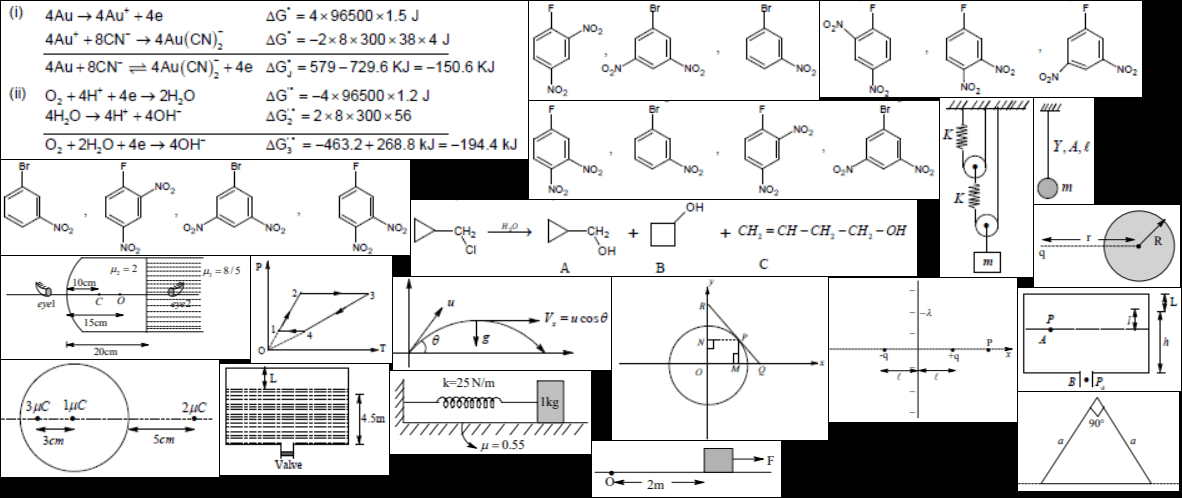 (i) 4Au → 4Au⁺ + 4e ΔG° = 4×96500×1.5 J
4Au⁺ + 8CN⁻ → 4Au(CN)₂⁻ ΔG° = −2×8×300×38×4 J
4Au + 8CN⁻ ⇌ 4Au(CN)₂⁻ + 4e ΔG°ⱼ = 579 − 729.6 KJ = −150.6 KJ
(ii) O₂ + 4H⁺ + 4e → 2H₂O ΔG°° = −4×96500×1.2 J
4H₂O → 4H⁺ + 4OH⁻ ΔG₂°° = 2×8×300×56
O₂ + 2H₂O + 4e → 4OH⁻ ΔG₃°° = −463.2 + 268.8 kJ = −194.4 kJ
F
NO₂
NO₂
,
Br
O₂N
NO₂
,
Br
NO₂
F
O₂N
NO₂
,
F
NO₂
NO₂
,
F
O₂N
NO₂
F
NO₂
NO₂
,
Br
NO₂
,
F
NO₂
NO₂
,
Br
O₂N
NO₂
K
K
m
Y, A, ℓ
m
Br
NO₂
,
F
NO₂
NO₂
,
Br
O₂N
NO₂
,
F
NO₂
NO₂
CH₂
Cl
H₂O
CH₂
OH
+
OH
+ CH₂ = CH − CH₂ − CH₂ − OH
A B C
r
R
q
μ₂ = 2
μ₃ = 8/5
10cm
eye1
C O
eye2
15cm
20cm
P
2 3
1 4
O T
u
θ
g
Vₓ = u cos θ
y
R
N P
O M Q x
−λ
−q +q P x
ℓ ℓ
L
P
l
A
h
B Pₐ
3μC 1μC 2μC
3cm
5cm
L
4.5m
Valve
k=25 N/m
1kg
μ = 0.55
O 2m F
90°
a a